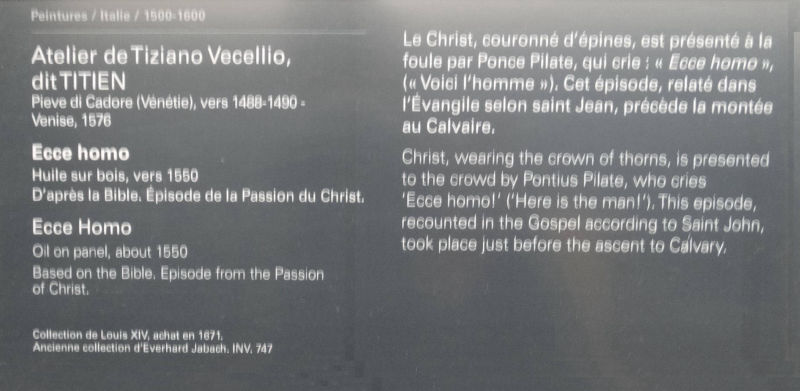 Peintures / Italie / 1500-1600
Atelier de Tiziano Vecellio,
dit TITIEN
Pieve di Cadore (Vénétie), vers 1488-1490 -
Venise, 1576
Ecce homo
Huile sur bois, vers 1550
D'après la Bible. Épisode de la Passion du Christ.
Ecce Homo
Oil on panel, about 1550
Based on the Bible. Episode from the Passion
of Christ.
Collection de Louis XIV, achat en 1671.
Ancienne collection d'Everhard Jabach. INV. 747
Le Christ, couronné d'épines, est présenté à la
foule par Ponce Pilate, qui crie : « Ecce homo »,
(« Voici l'homme »). Cet épisode, relaté dans
l'Évangile selon saint Jean, précède la montée
au Calvaire.
Christ, wearing the crown of thorns, is presented
to the crowd by Pontius Pilate, who cries
'Ecce homo!' ('Here is the man!'). This episode,
recounted in the Gospel according to Saint John,
took place just before the ascent to Calvary.